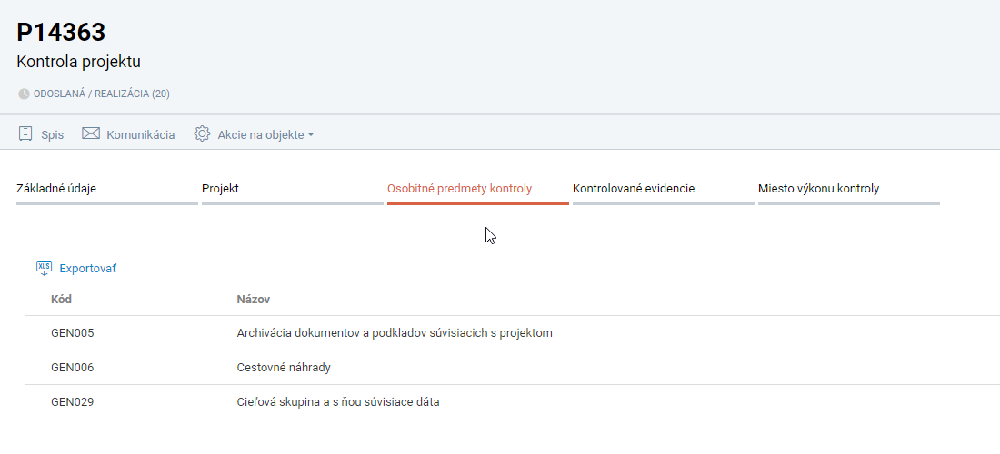 P14363
Kontrola projektu
ODOSLANÁ / REALIZÁCIA (20)
Spis Komunikácia Akcie na objekte
Základné údaje Projekt Osobitné predmety kontroly Kontrolované evidencie Miesto výkonu kontroly
XLS Exportovať
Kód Názov
GEN005 Archivácia dokumentov a podkladov súvisiacich s projektom
GEN006 Cestovné náhrady
GEN029 Cieľová skupina a s ňou súvisiace dáta